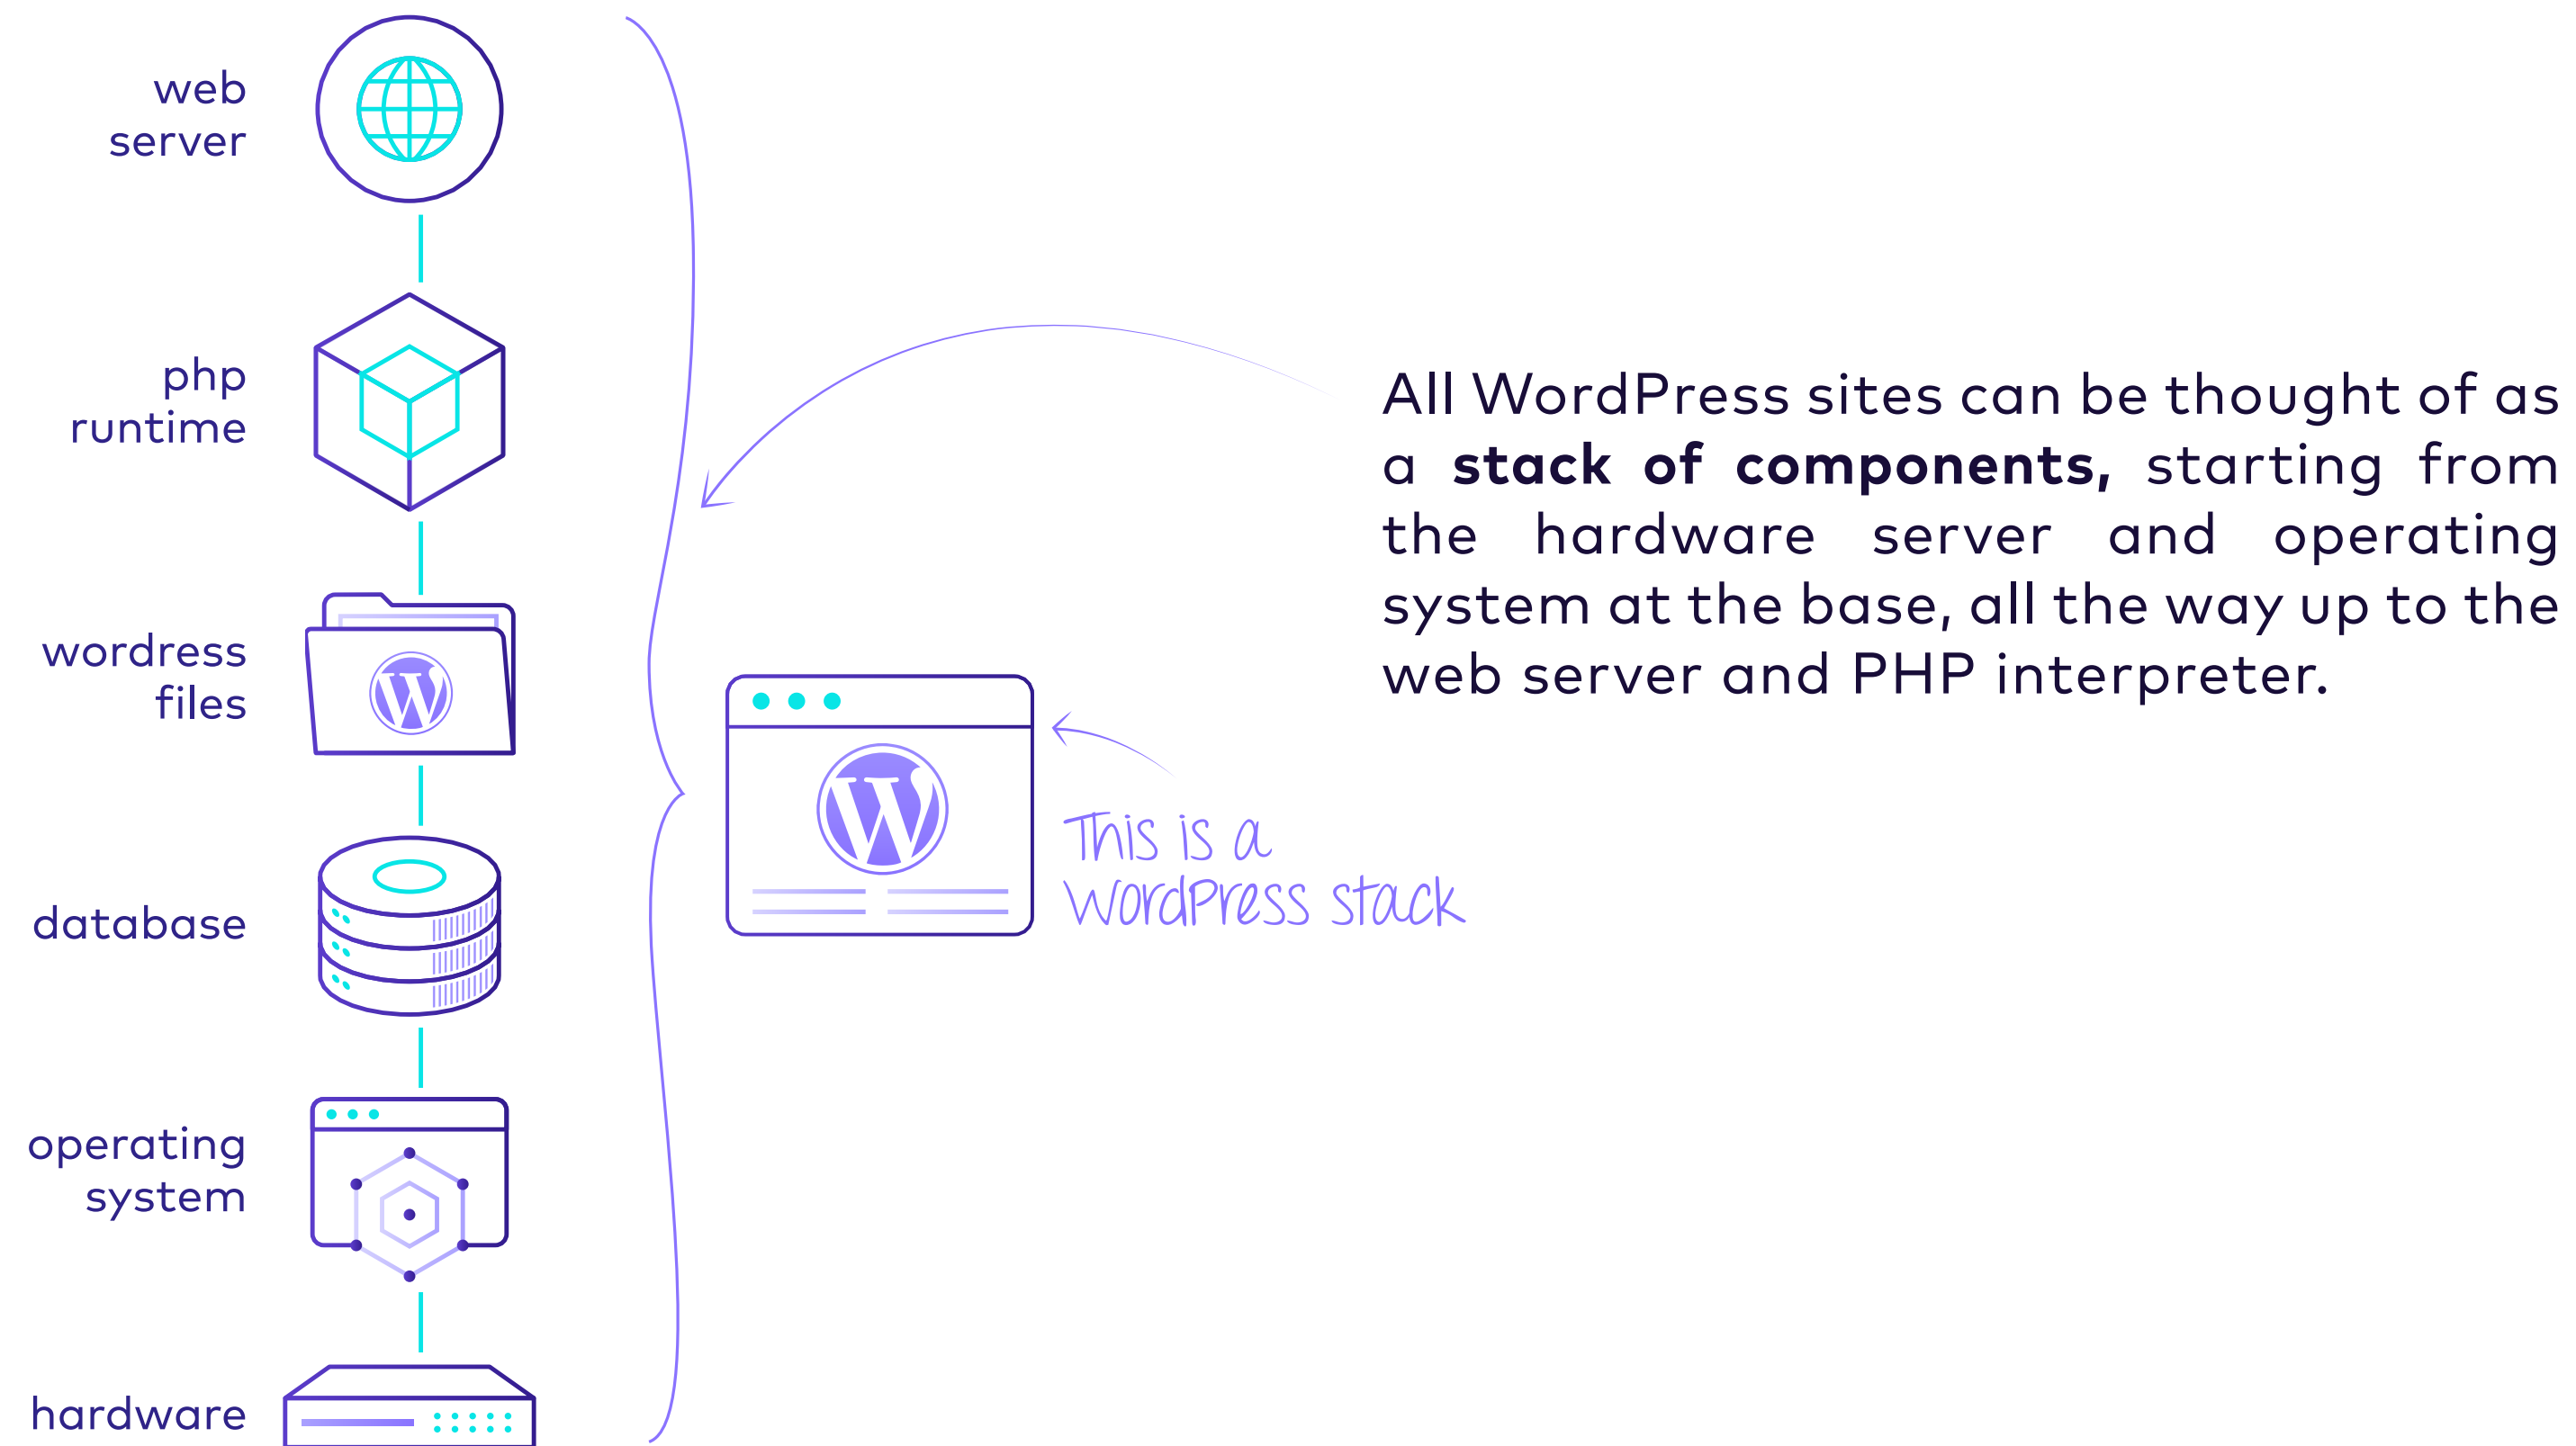 web
server
php
runtime
wordress
files
database
operating
system
hardware
All WordPress sites can be thought of as
a stack of components, starting from
the hardware server and operating
system at the base, all the way up to the
web server and PHP interpreter.
This is a
WordPress stack